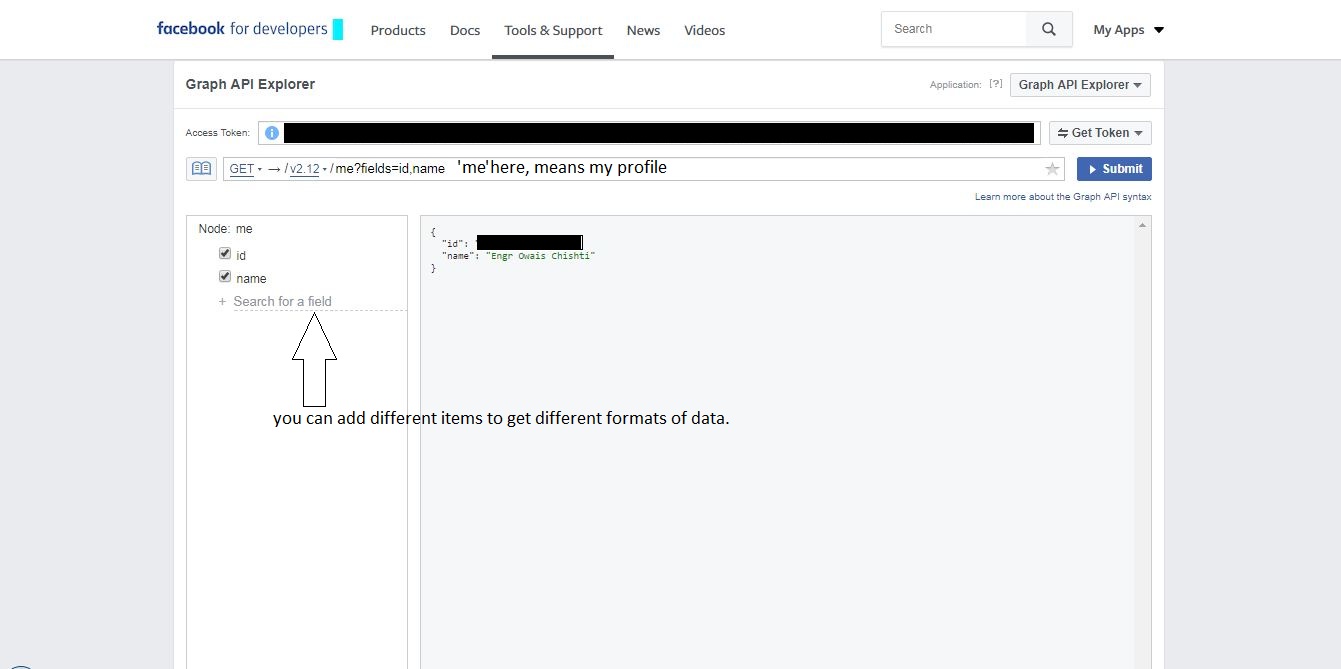 facebook for developers Products Docs Tools & Support News Videos Search My Apps
Graph API Explorer Application: [?] Graph API Explorer
Access Token: Get Token
GET → / v2.12 / me?fields=id,name 'me'here, means my profile Submit
Learn more about the Graph API syntax
Node: me
id
name
+ Search for a field
{
"id": "
"name": "Engr Owais Chishti"
}
you can add different items to get different formats of data.